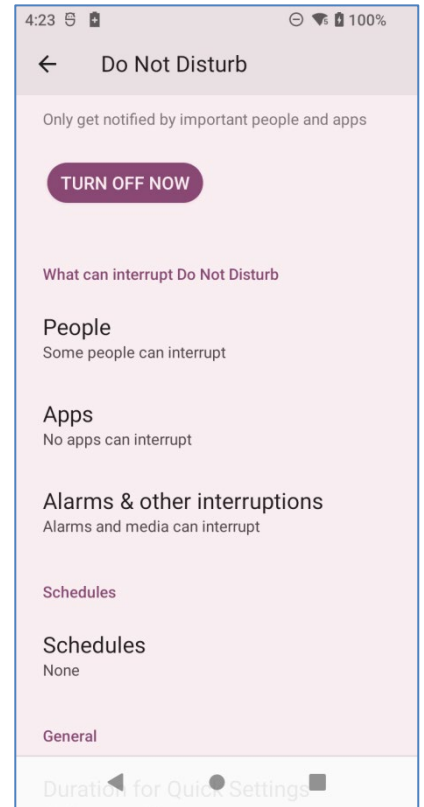 4:23 100%
Do Not Disturb
Only get notified by important people and apps
TURN OFF NOW
What can interrupt Do Not Disturb
People
Some people can interrupt
Apps
No apps can interrupt
Alarms & other interruptions
Alarms and media can interrupt
Schedules
Schedules
None
General
Duration for Quick Settings